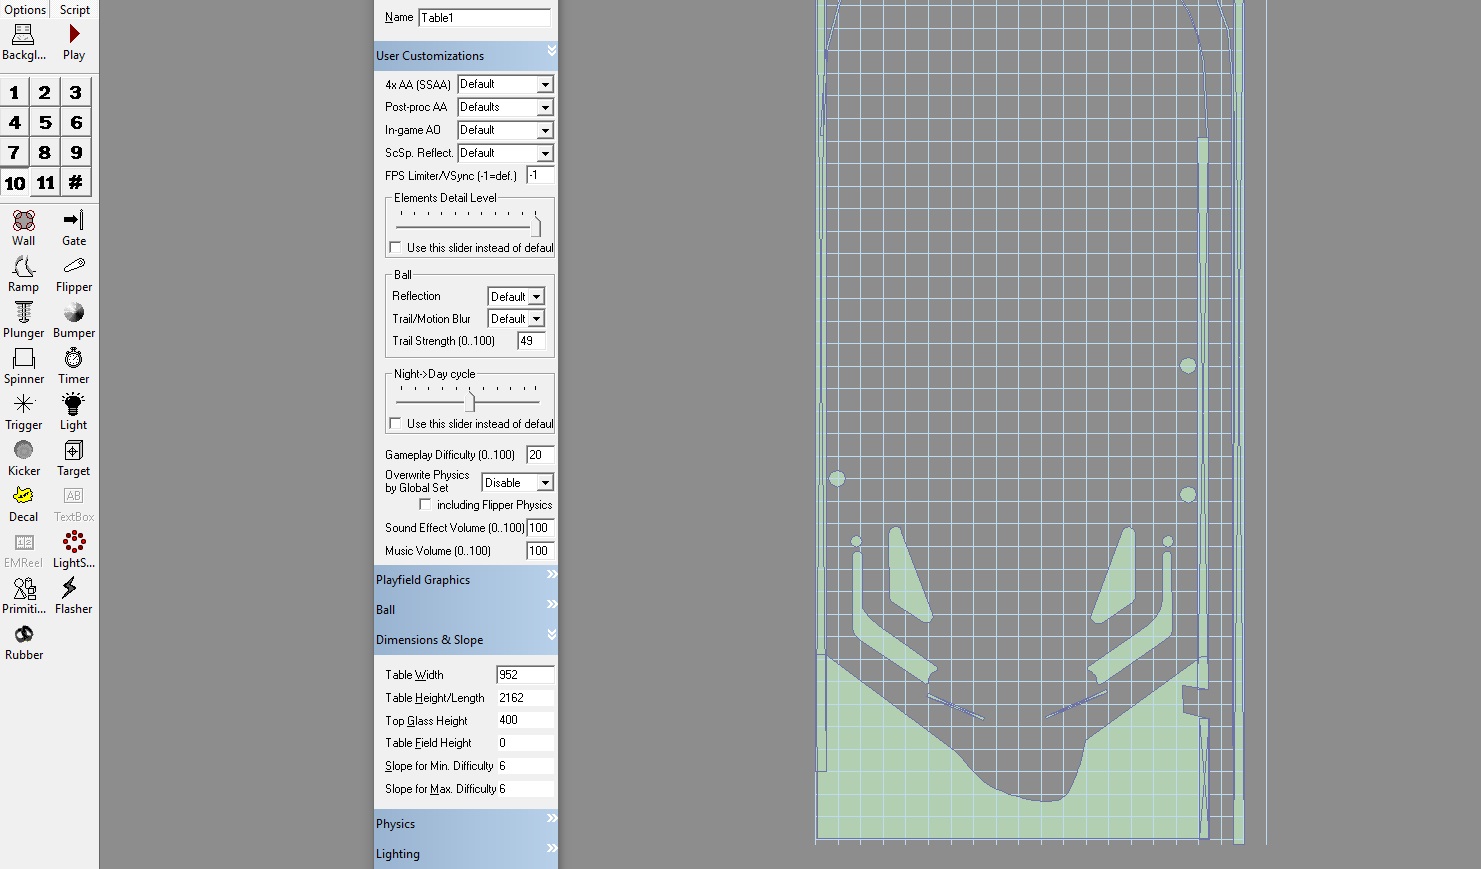 Options Script
Backgl... Play
1 2 3
4 5 6
7 8 9
10 11 #
Wall Gate
Ramp Flipper
Plunger Bumper
Spinner Timer
Trigger Light
Kicker Target
Decal TextBox
EMReel LightS...
Primiti... Flasher
Rubber
Name Table1
User Customizations
4x AA (SSAA) Default
Post-proc AA Defaults
In-game AO Default
ScSp. Reflect. Default
FPS Limiter/VSync (-1=def.) -1
Elements Detail Level
Use this slider instead of defaul
Ball
Reflection Default
Trail/Motion Blur Default
Trail Strength (0..100) 49
Night->Day cycle
Use this slider instead of defaul
Gameplay Difficulty (0..100) 20
Overwrite Physics
by Global Set Disable
including Flipper Physics
Sound Effect Volume (0..100) 100
Music Volume (0..100) 100
Playfield Graphics
Ball
Dimensions & Slope
Table Width 952
Table Height/Length 2162
Top Glass Height 400
Table Field Height 0
Slope for Min. Difficulty 6
Slope for Max. Difficulty 6
Physics
Lighting